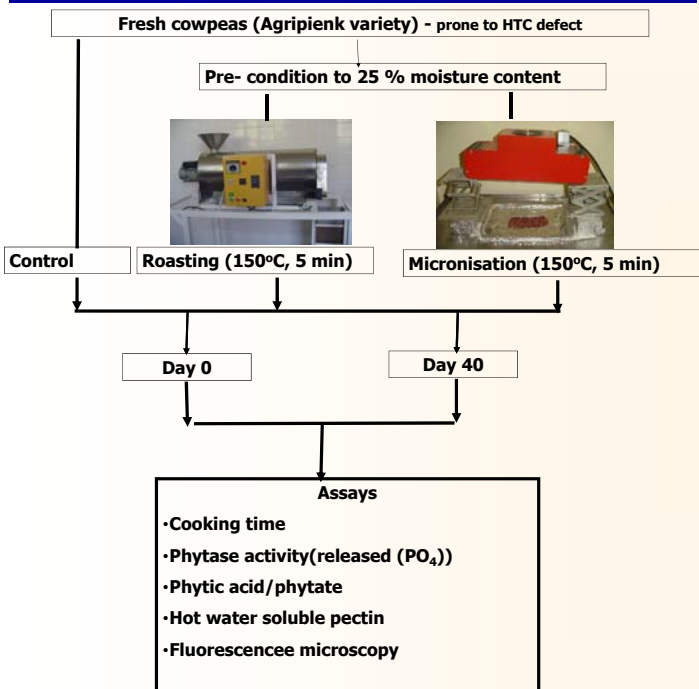 Fresh cowpeas (Agripienk variety) - prone to HTC defect
Pre- condition to 25 % moisture content
Control
Roasting (150ºC, 5 min)
Micronisation (150ºC, 5 min)
Day 0
Day 40
Assays
•Cooking time
•Phytase activity(released (PO₄))
•Phytic acid/phytate
•Hot water soluble pectin
•Fluorescencee microscopy